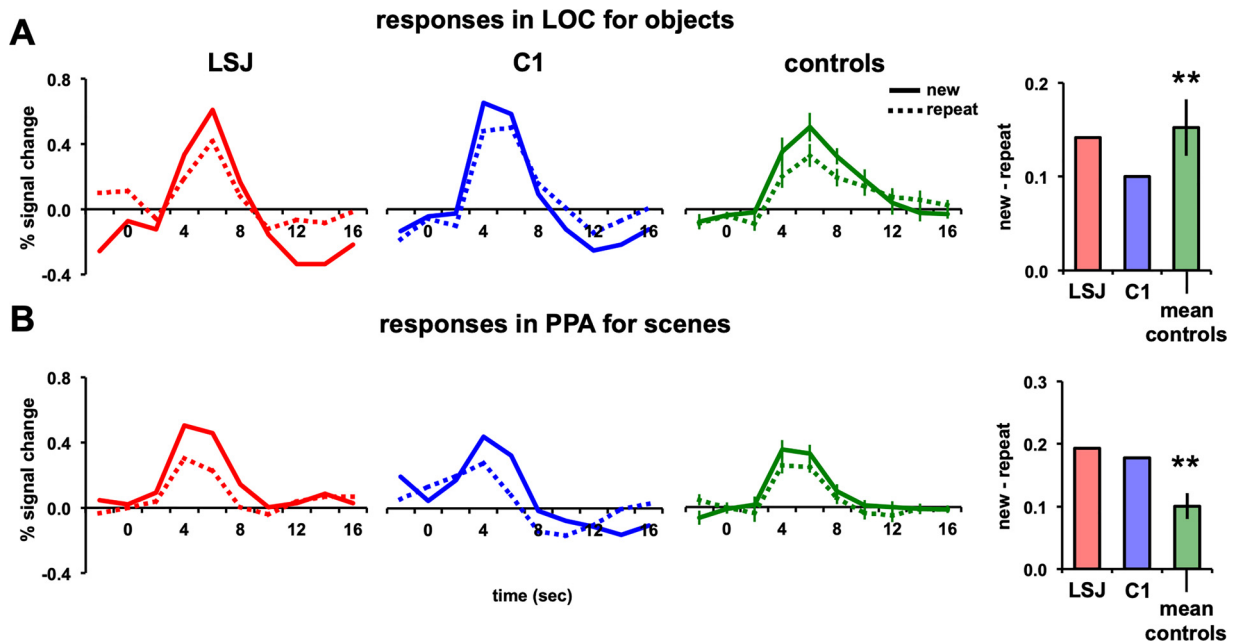 A
responses in LOC for objects
LSJ
C1
controls
new
repeat
% signal change
0.8
0.4
0.0
-0.4
0 4 8 12 16
0 4 8 12 16
0 4 8 12 16
new - repeat
0.2
0.1
0.0
**
LSJ C1 mean
controls
B
responses in PPA for scenes
% signal change
0.8
0.4
0.0
-0.4
0 4 8 12 16
0 4 8 12 16
0 4 8 12 16
time (sec)
new - repeat
0.3
0.2
0.1
0.0
**
LSJ C1 mean
controls